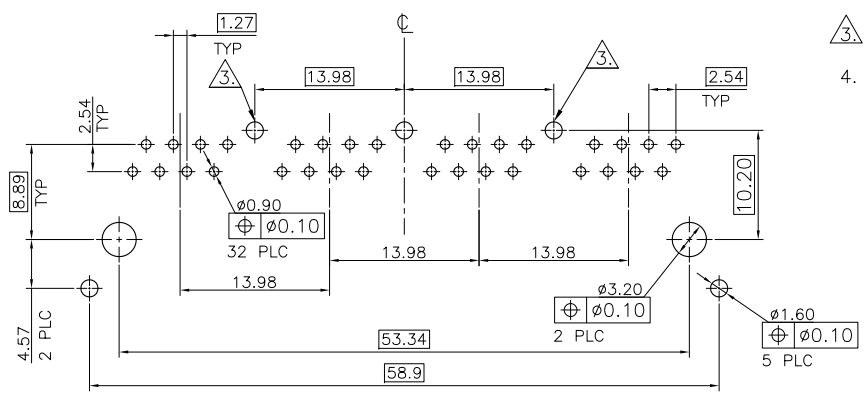 1.27
TYP
℄
3.
3.
3.
13.98
13.98
2.54
TYP
4.
2.54
TYP
8.89
TYP
10.20
ø0.90
⌖ ø0.10
32 PLC
13.98
13.98
13.98
ø3.20
⌖ ø0.10
2 PLC
ø1.60
⌖ ø0.10
5 PLC
4.57
2 PLC
53.34
58.9